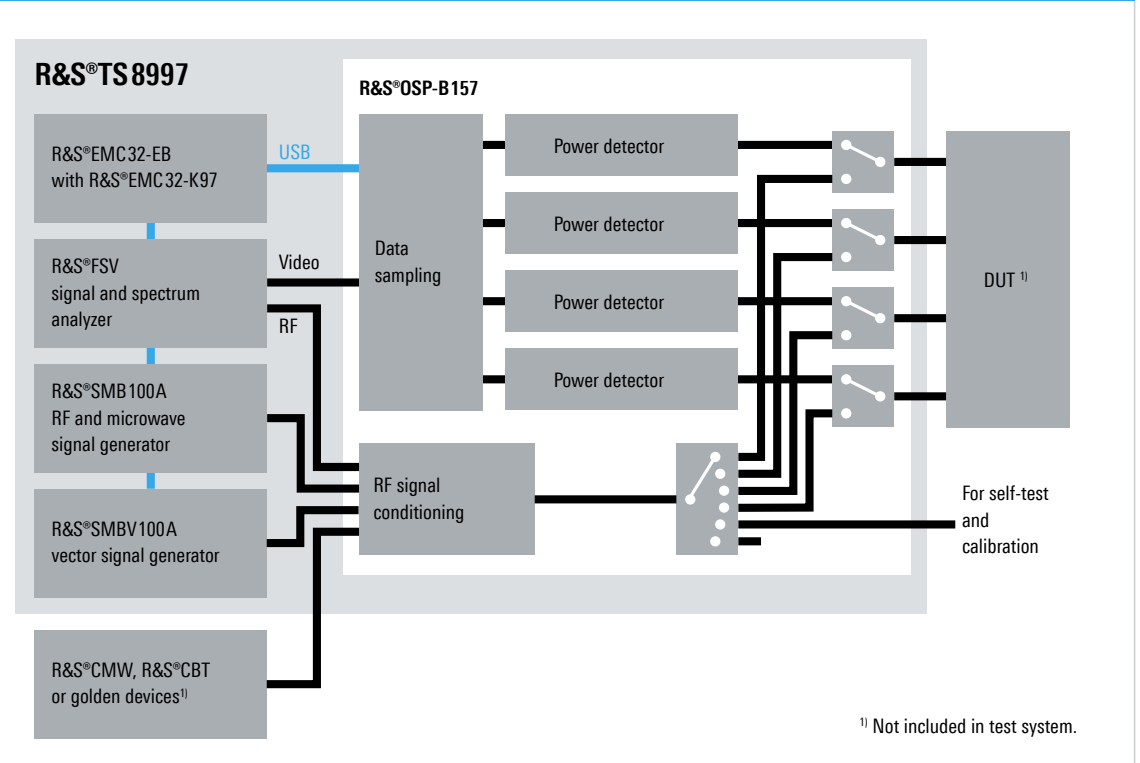 R&S®TS 8997
R&S®OSP-B157
R&S®EMC32-EB
with R&S®EMC32-K97
USB
R&S®FSV
signal and spectrum
analyzer
Video
RF
R&S®SMB100A
RF and microwave
signal generator
R&S®SMBV100A
vector signal generator
R&S®CMW, R&S®CBT
or golden devices¹⁾
Data
sampling
Power detector
Power detector
Power detector
Power detector
RF signal
conditioning
DUT ¹⁾
For self-test
and
calibration
¹⁾ Not included in test system.